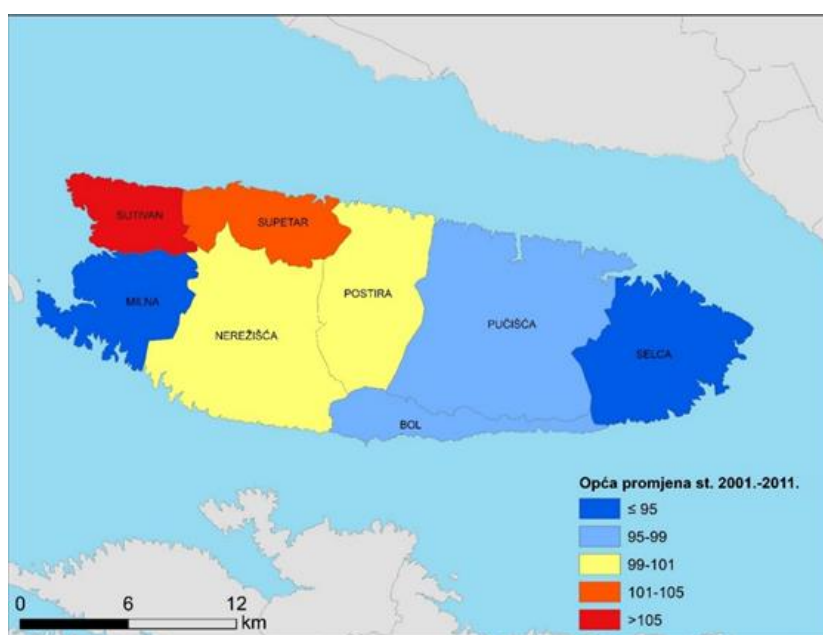 SUTIVAN
SUPETAR
MILNA
NEREŽIŠĆA
POSTIRA
PUČIŠĆA
SELCA
BOL
Opća promjena st. 2001.-2011.
≤ 95
95-99
99-101
101-105
>105
0 6 12
km